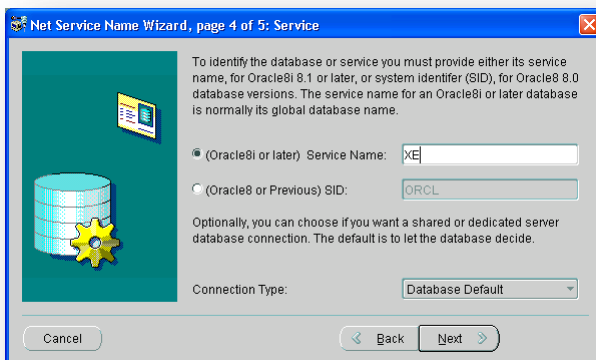 Net Service Name Wizard, page 4 of 5: Service
To identify the database or service you must provide either its service
name, for Oracle8i 8.1 or later, or system identifer (SID), for Oracle8 8.0
database versions. The service name for an Oracle8i or later database
is normally its global database name.
(Oracle8i or later) Service Name: XE
(Oracle8 or Previous) SID: ORCL
Optionally, you can choose if you want a shared or dedicated server
database connection. The default is to let the database decide.
Connection Type: Database Default
Cancel Back Next